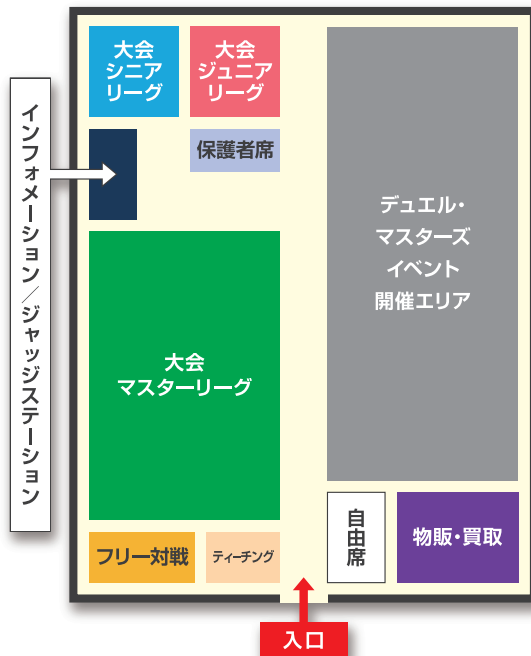 大会
シニア
リーグ
大会
ジュニア
リーグ
保護者席
インフォメーション／ジャッジステーション
デュエル・
マスターズ
イベント
開催エリア
大会
マスターリーグ
フリー対戦
ティーチング
自由席
物販・買取
入口